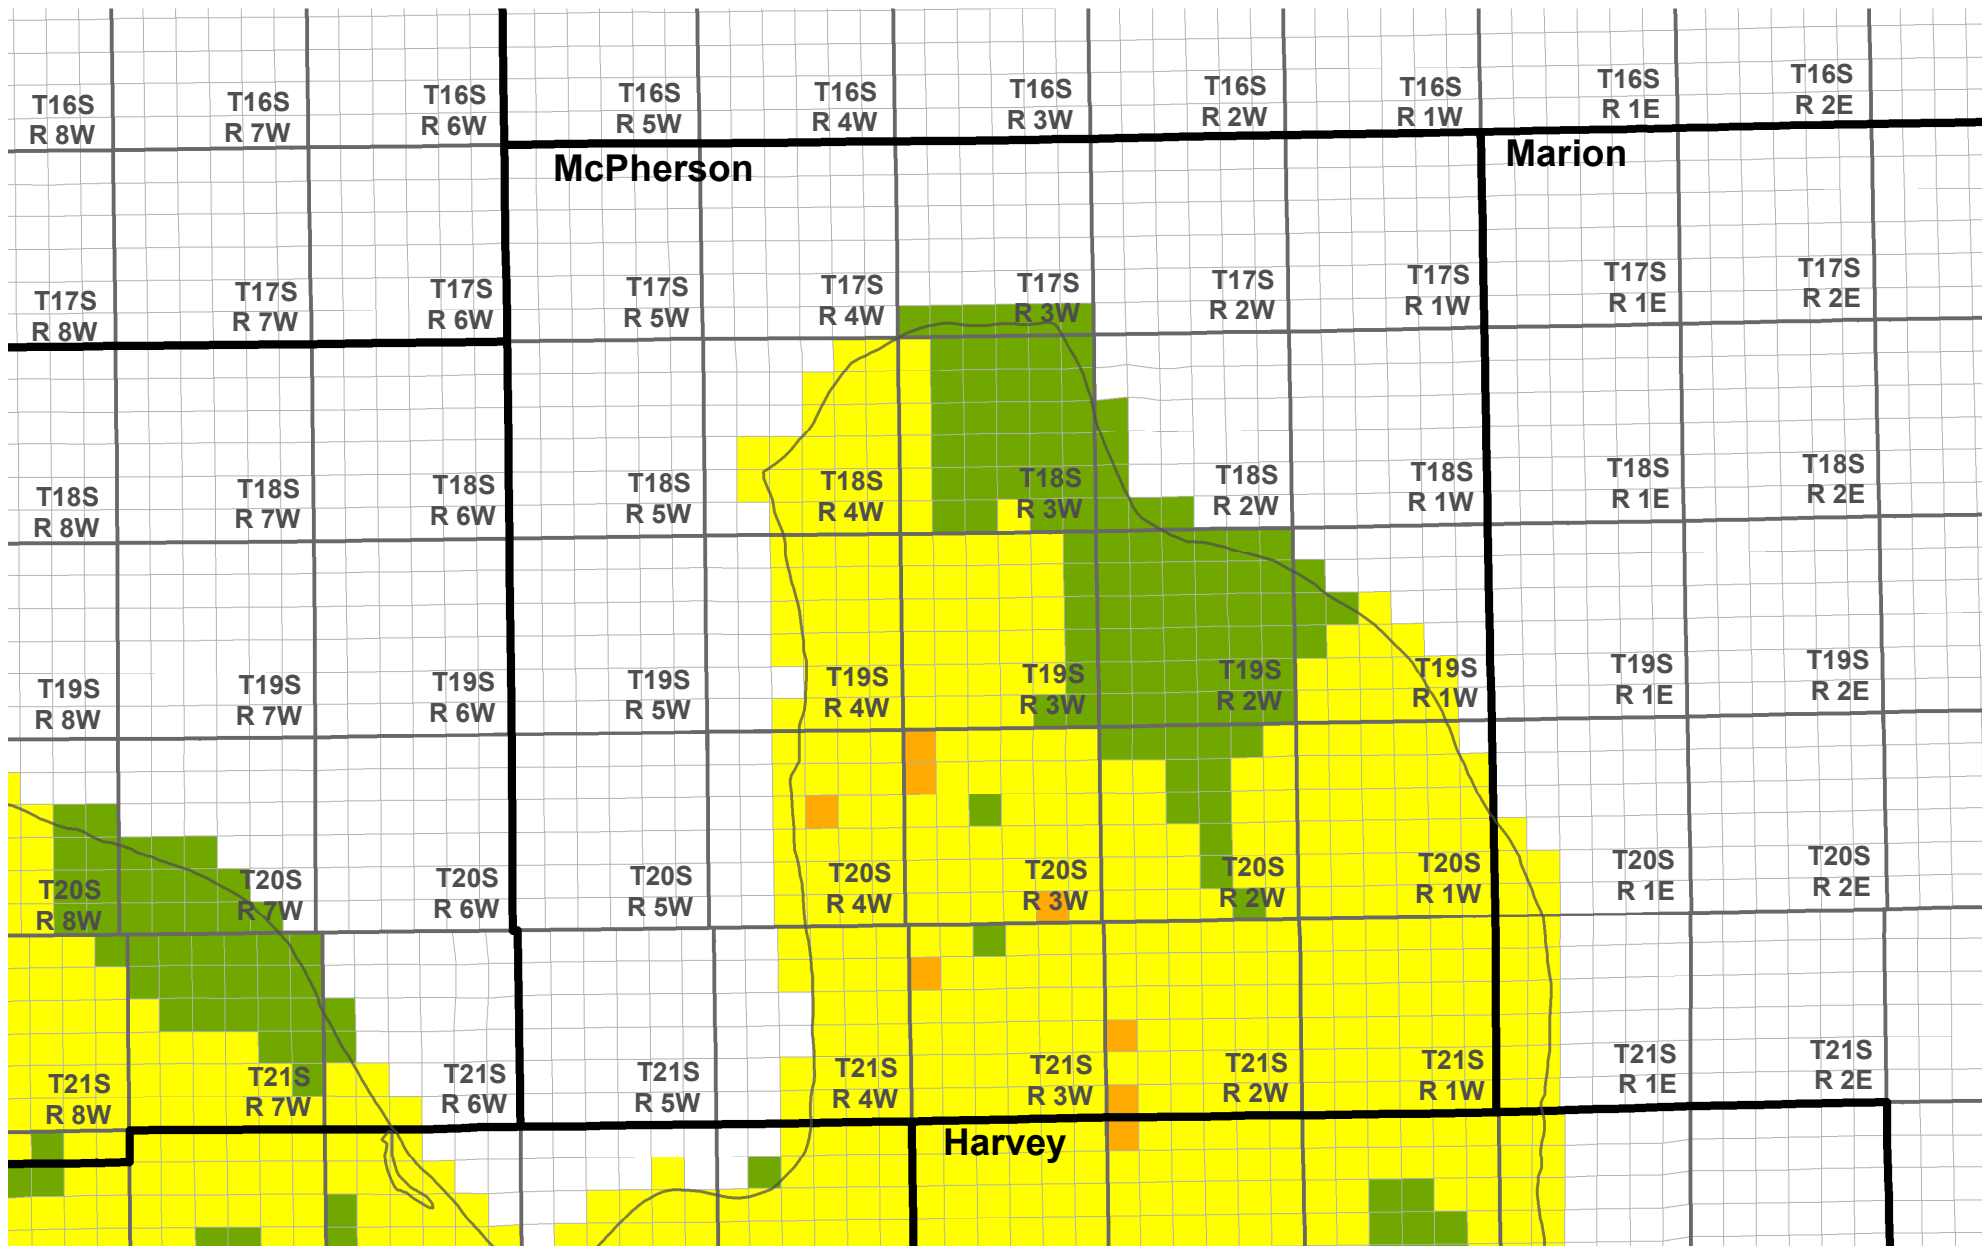 T16S
R 8W
T16S
R 7W
T16S
R 6W
T16S
R 5W
T16S
R 4W
T16S
R 3W
T16S
R 2W
T16S
R 1W
T16S
R 1E
T16S
R 2E
McPherson
Marion
T17S
R 8W
T17S
R 7W
T17S
R 6W
T17S
R 5W
T17S
R 4W
T17S
R 3W
T17S
R 2W
T17S
R 1W
T17S
R 1E
T17S
R 2E
T18S
R 8W
T18S
R 7W
T18S
R 6W
T18S
R 5W
T18S
R 4W
T18S
R 3W
T18S
R 2W
T18S
R 1W
T18S
R 1E
T18S
R 2E
T19S
R 8W
T19S
R 7W
T19S
R 6W
T19S
R 5W
T19S
R 4W
T19S
R 3W
T19S
R 2W
T19S
R 1W
T19S
R 1E
T19S
R 2E
T20S
R 8W
T20S
R 7W
T20S
R 6W
T20S
R 5W
T20S
R 4W
T20S
R 3W
T20S
R 2W
T20S
R 1W
T20S
R 1E
T20S
R 2E
T21S
R 8W
T21S
R 7W
T21S
R 6W
T21S
R 5W
T21S
R 4W
T21S
R 3W
T21S
R 2W
T21S
R 1W
T21S
R 1E
T21S
R 2E
Harvey